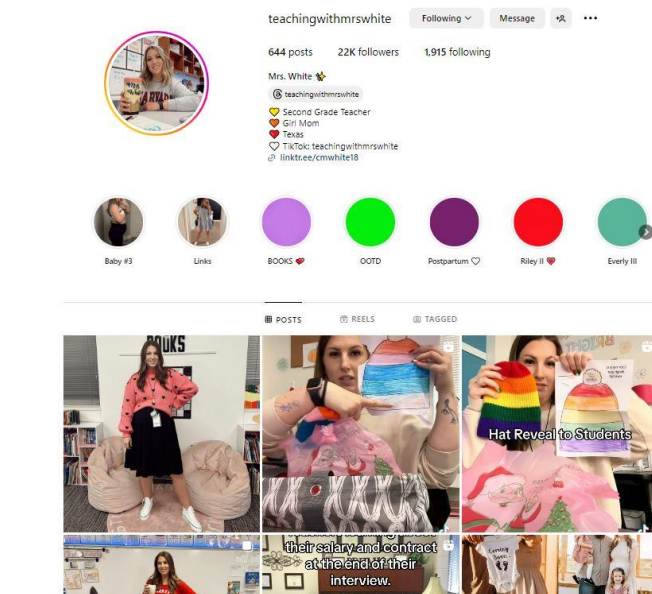 teachingwithmrswhite
Following
Message
644 posts
22K followers
1,915 following
Mrs. White
teachingwithmrswhite
Second Grade Teacher
Girl Mom
Texas
TikTok: teachingwithmrswhite
linktr.ee/cmwhite18
Baby #3
Links
BOOKS
OOTD
Postpartum
Riley II
Everly III
POSTS
REELS
TAGGED
BOOKS
Hat Reveal to Students
their salary and contract
at the end of their
interview.
Coming